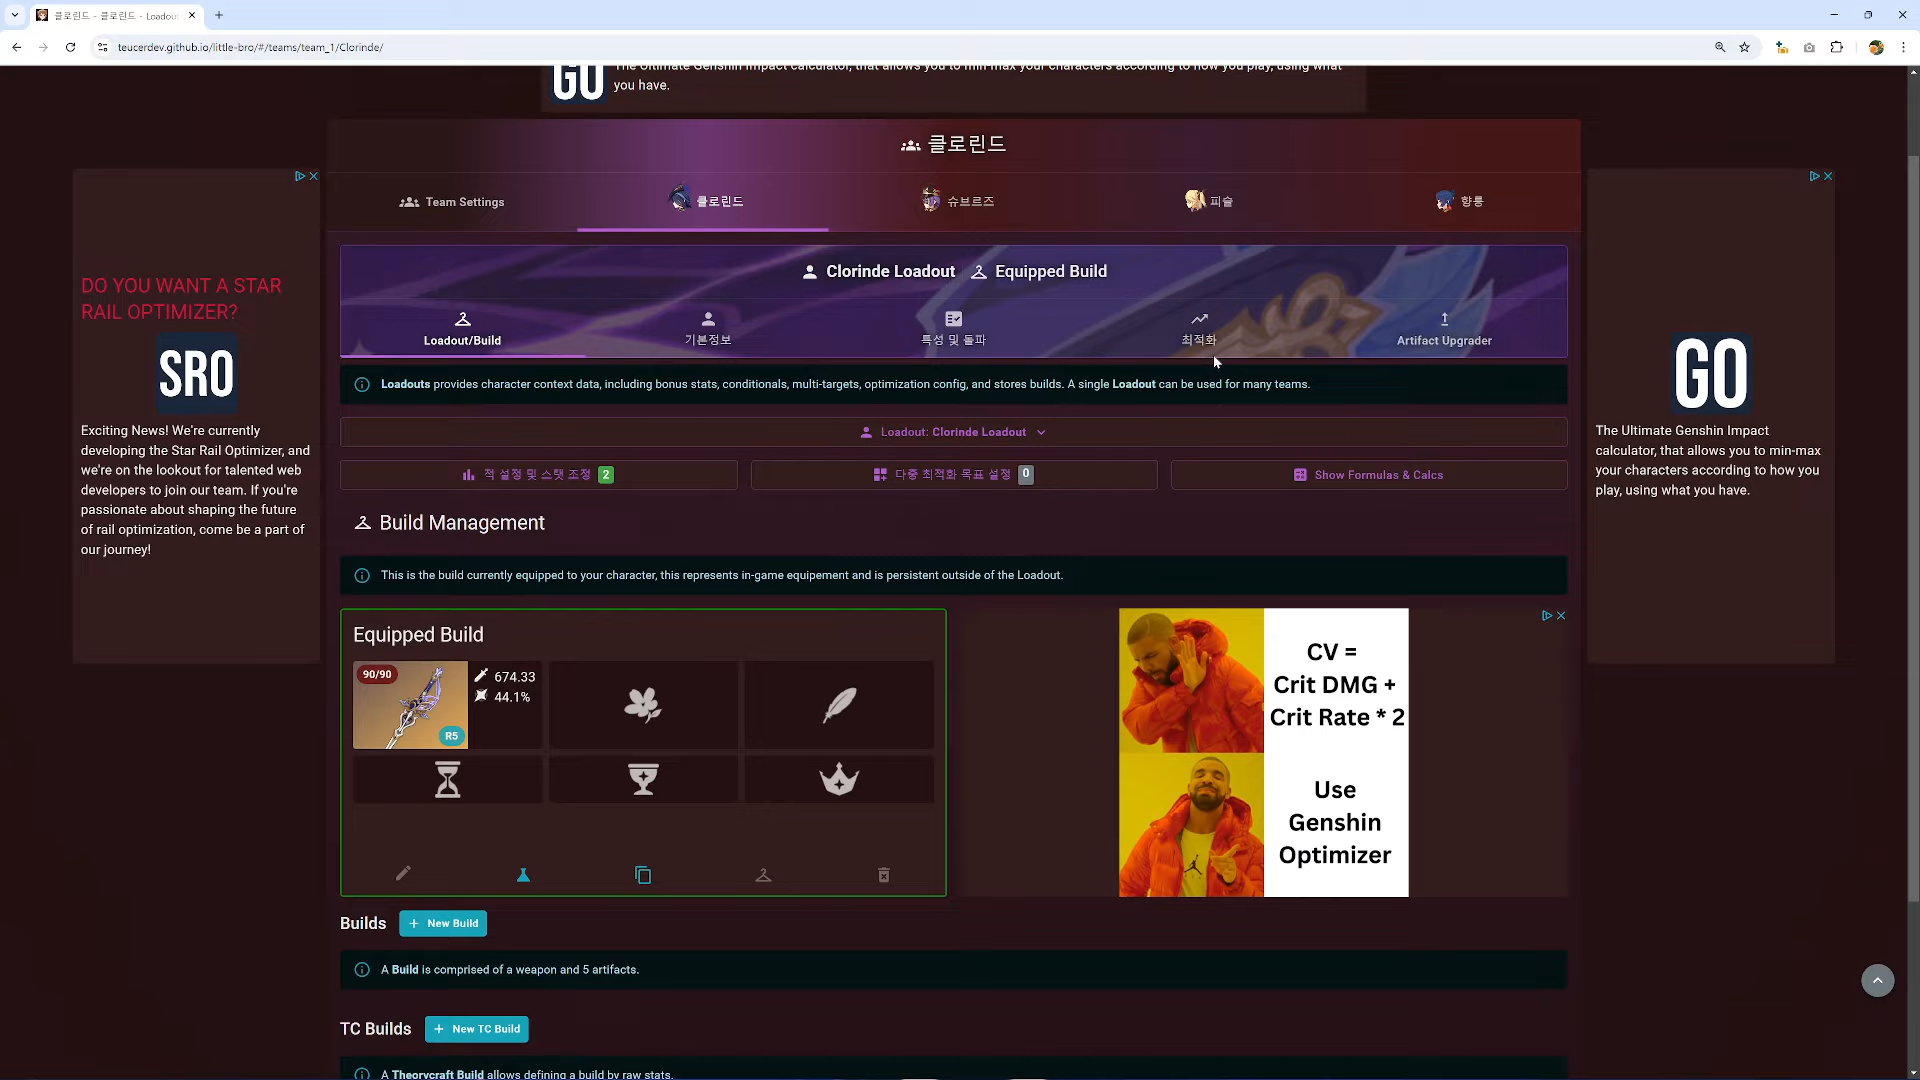 클로린드 - 클로린드 - Loadou
teucerdev.github.io/little-bro/#/teams/team_1/Clorinde/
GO
The Ultimate Genshin Impact calculator, that allows you to min-max your characters according to how you play, using what
you have.
클로린드
Team Settings
클로린드
슈브르즈
피슬
향릉
Clorinde Loadout
Equipped Build
Loadout/Build
기본정보
특성 및 돌파
최적화
Artifact Upgrader
Loadouts provides character context data, including bonus stats, conditionals, multi-targets, optimization config, and stores builds. A single Loadout can be used for many teams.
Loadout: Clorinde Loadout
적 설정 및 스탯 조정 2
다중 최적화 목표 설정 0
Show Formulas & Calcs
Build Management
This is the build currently equipped to your character, this represents in-game equipement and is persistent outside of the Loadout.
Equipped Build
90/90
674.33
44.1%
R5
CV =
Crit DMG +
Crit Rate * 2
Use
Genshin
Optimizer
Builds
+ New Build
A Build is comprised of a weapon and 5 artifacts.
TC Builds
+ New TC Build
A Theorycraft Build allows defining a build by raw stats.
DO YOU WANT A STAR
RAIL OPTIMIZER?
SRO
Exciting News! We're currently
developing the Star Rail Optimizer, and
we're on the lookout for talented web
developers to join our team. If you're
passionate about shaping the future
of rail optimization, come be a part of
our journey!
GO
The Ultimate Genshin Impact
calculator, that allows you to min-max
your characters according to how you
play, using what you have.